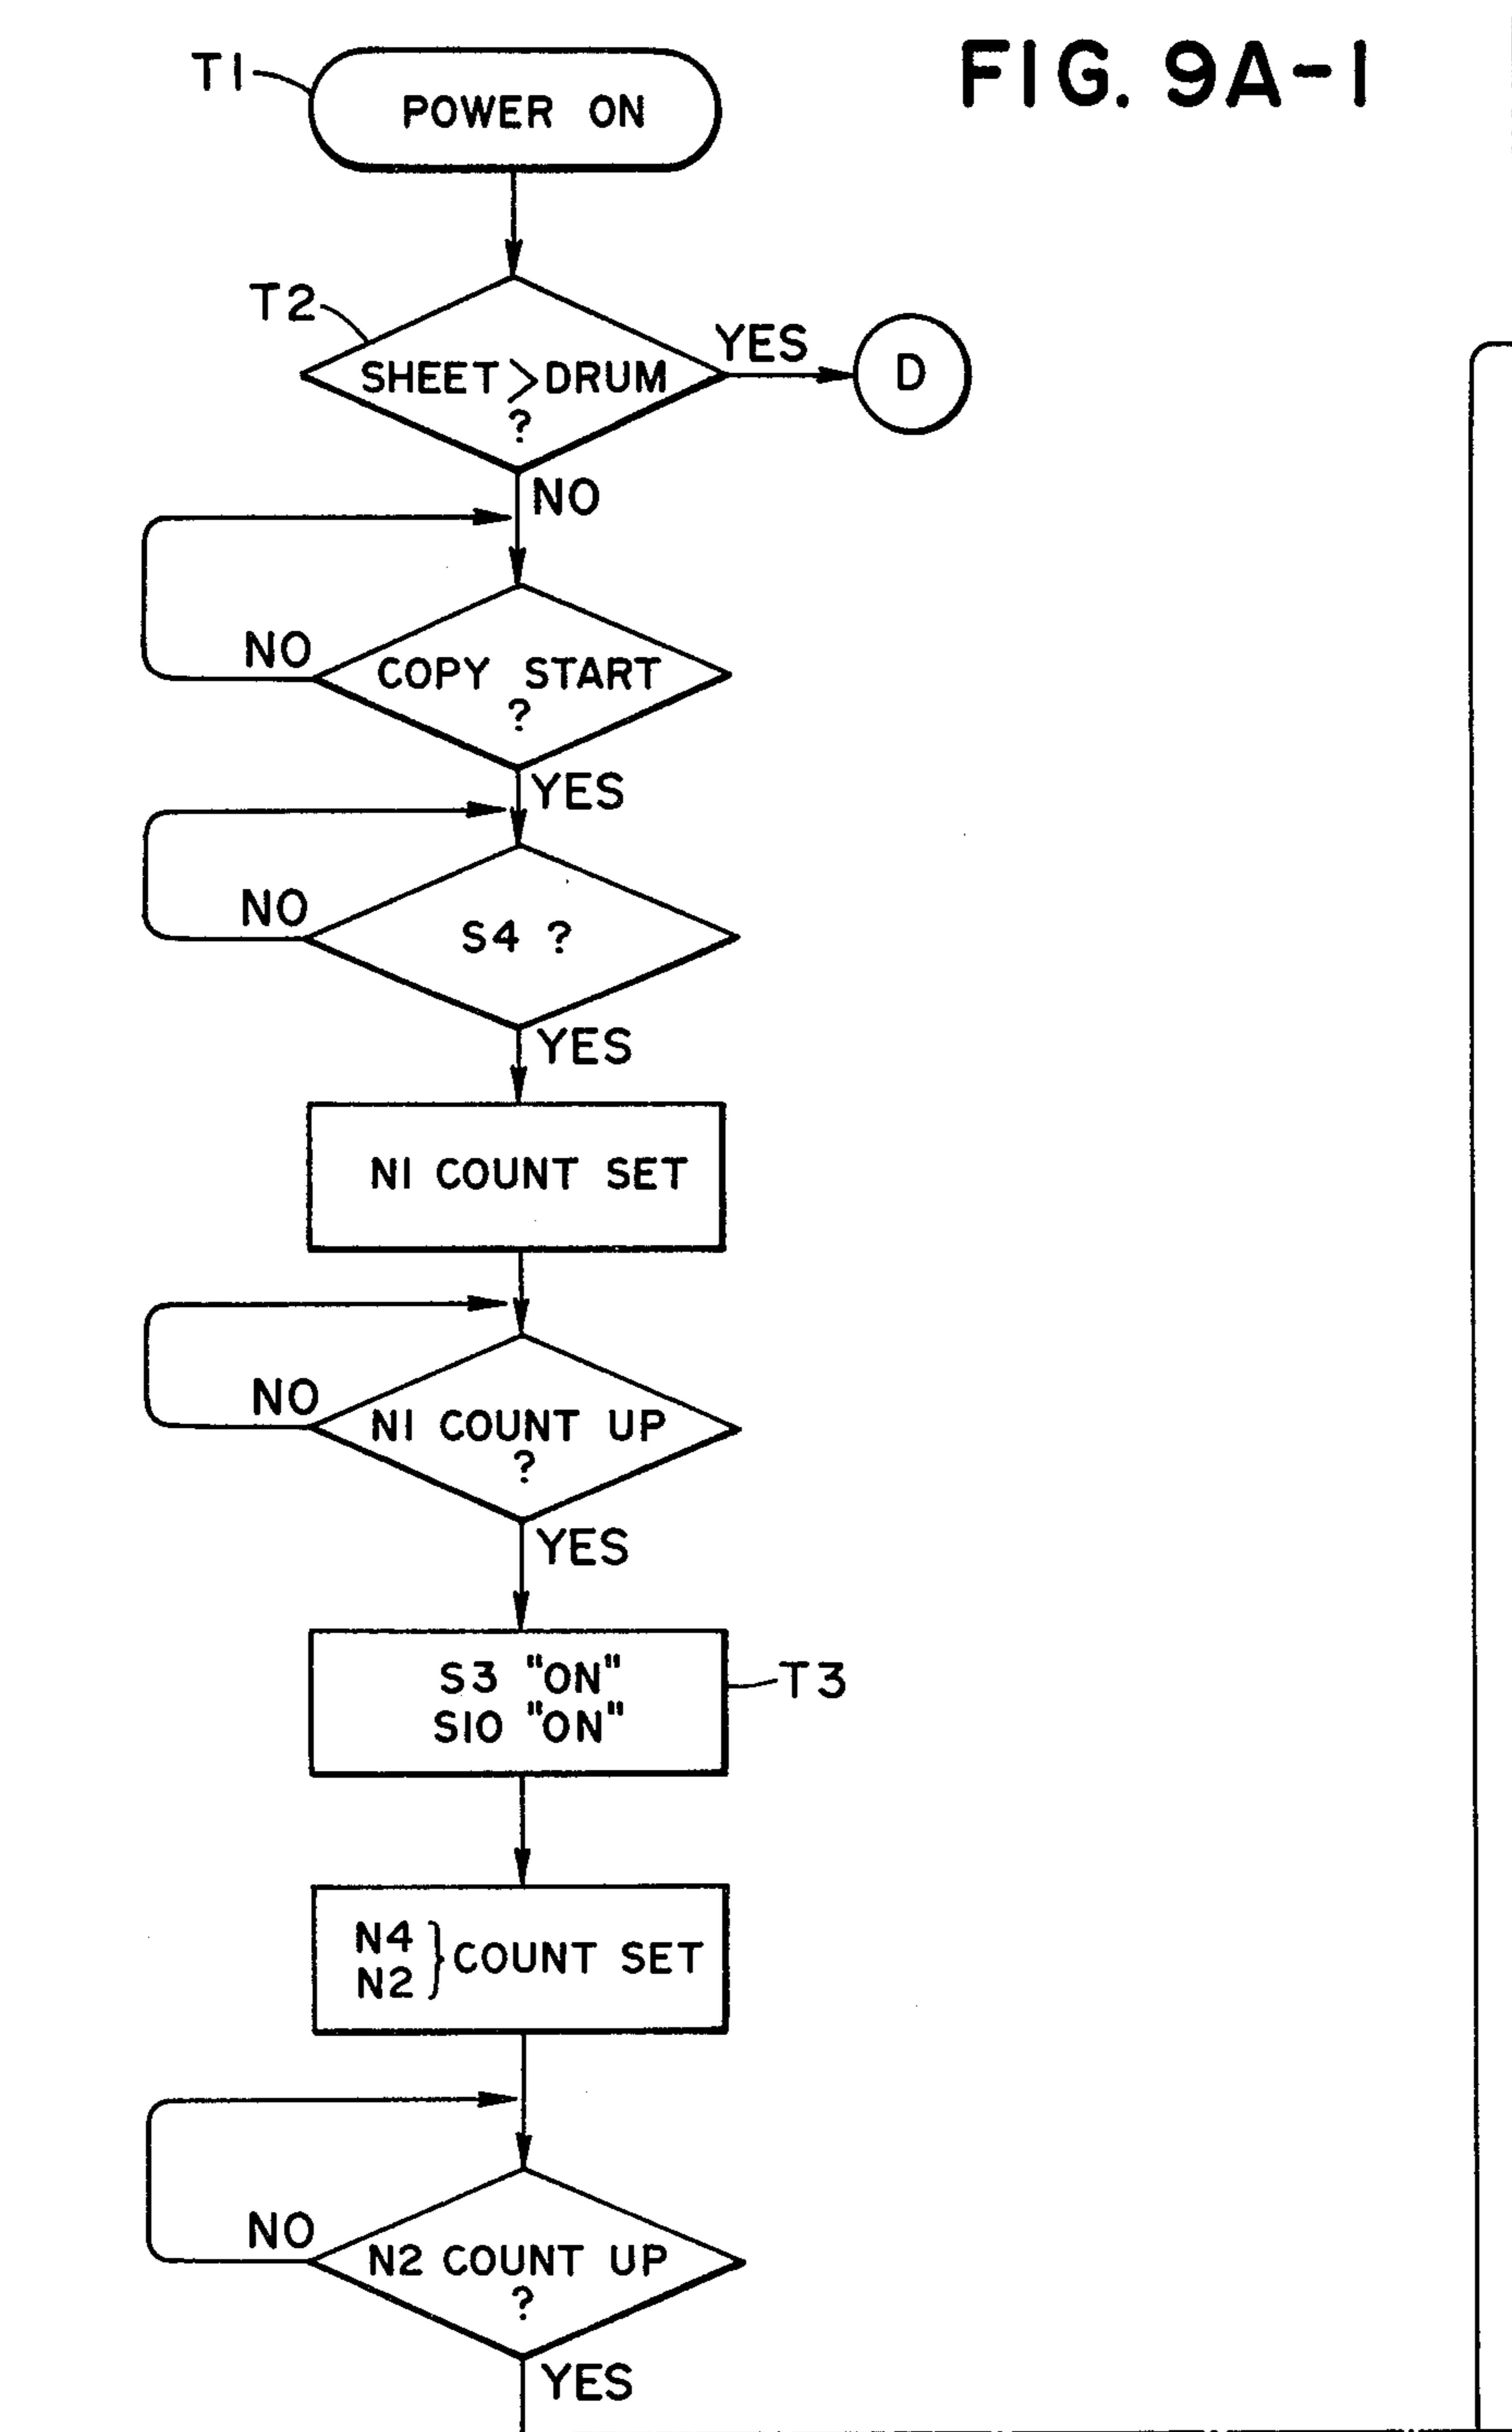 FIG. 9A-1
T1
POWER ON
T2
SHEET>DRUM
?
YES
D
NO
COPY START
?
NO
YES
S4 ?
NO
YES
N1 COUNT SET
N1 COUNT UP
?
NO
YES
S3 "ON"
S10 "ON"
T3
N4
N2
} COUNT SET
N2 COUNT UP
?
NO
YES